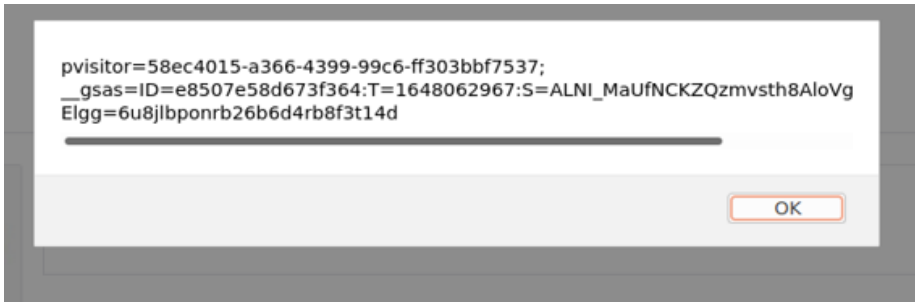 pvisitor=58ec4015-a366-4399-99c6-ff303bbf7537;
__gsas=ID=e8507e58d673f364:T=1648062967:S=ALNI_MaUfNCKZQzmvsth8AloVg
Elgg=6u8jlbponrb26b6d4rb8f3t14d
OK